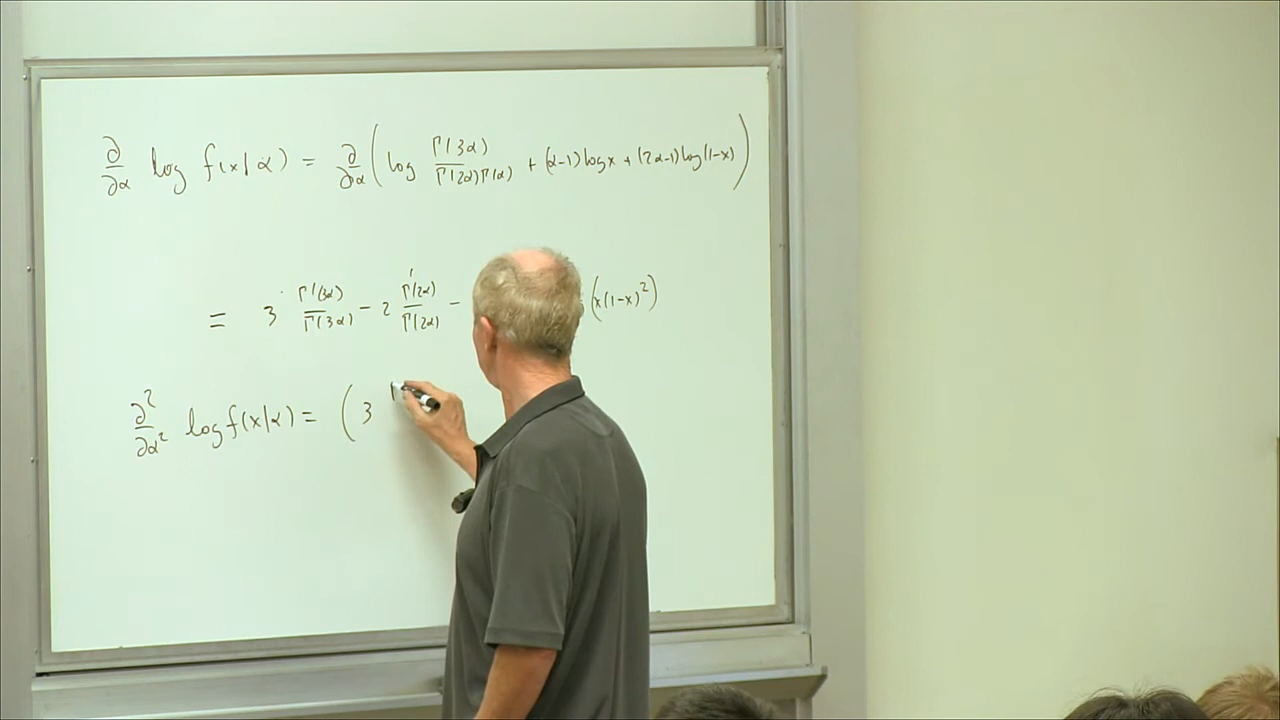 ∂/∂α log f(x|α) = ∂/∂α ( log Γ(3α)/Γ(2α)Γ(α) + (α-1) log x + (2α-1) log(1-x) )
= 3 Γ'(3α)/Γ(3α) - 2 Γ'(2α)/Γ(2α) - (x(1-x)²)
∂²/∂α² log f(x|α) = ( 3